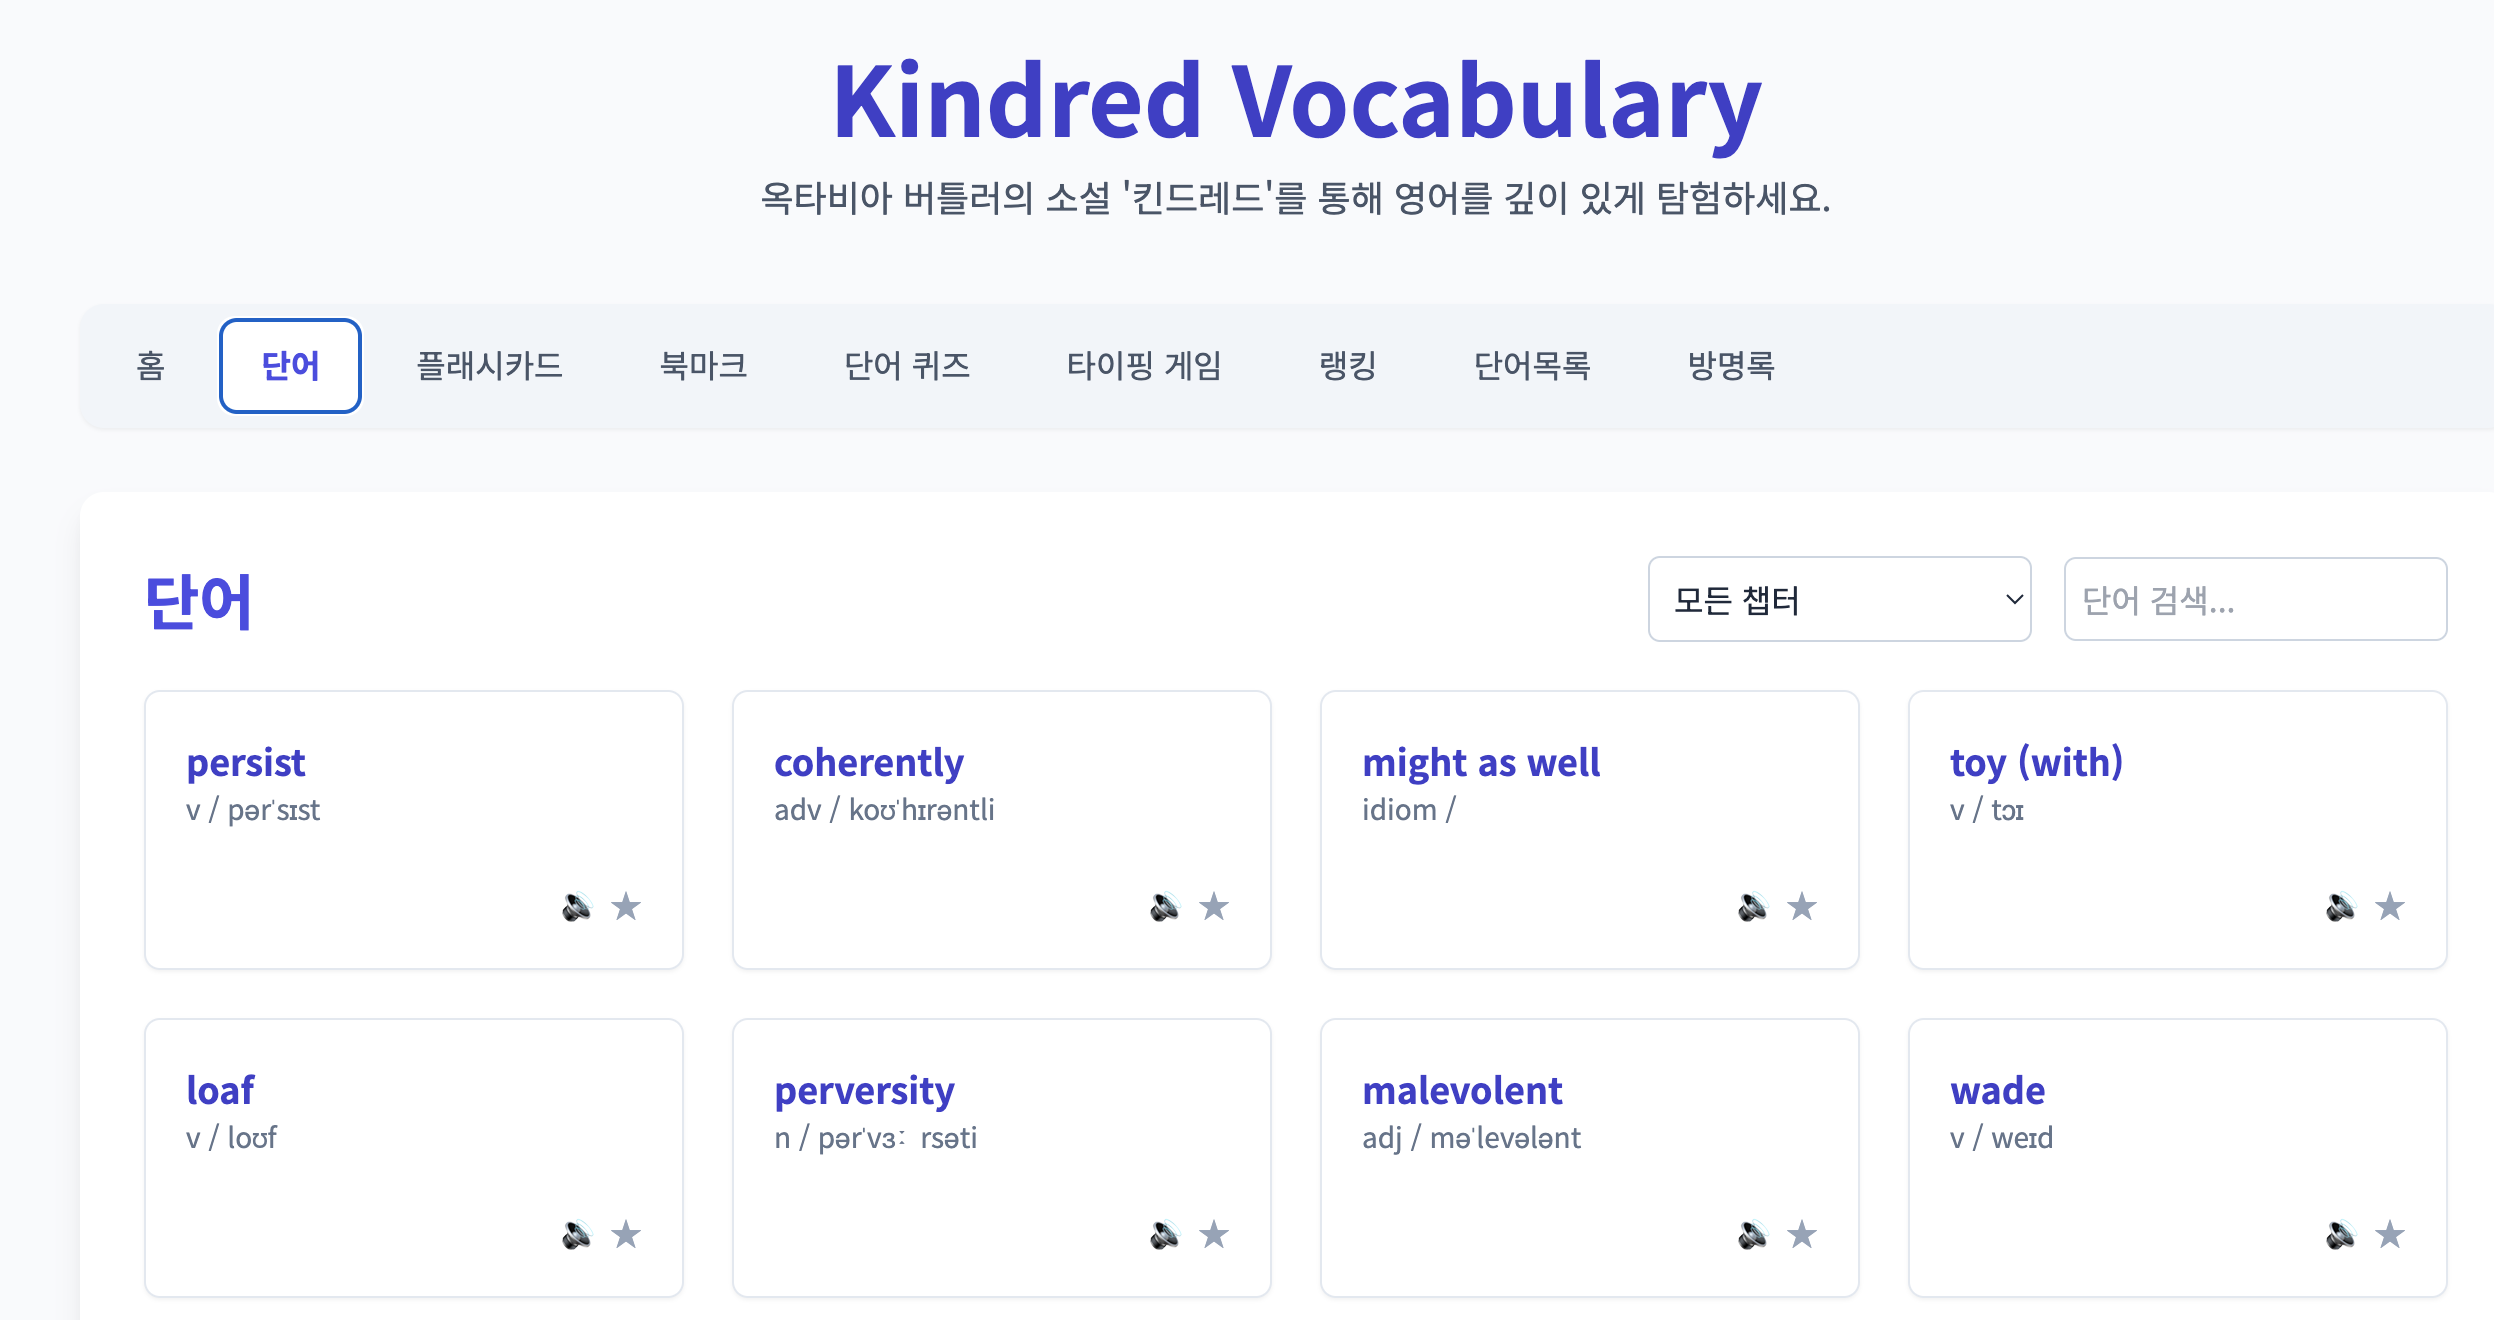 Kindred Vocabulary
옥타비아 버틀러의 소설 '킨드레드'를 통해 영어를 깊이 있게 탐험하세요.
홈 단어 플래시카드 북마크 단어 퀴즈 타이핑 게임 랭킹 단어목록 방명록
단어 모든 챕터 단어 검색...
persist coherently might as well toy (with)
v / pərˈsɪst adv / koʊˈhɪrəntli idiom / v / tɔɪ
loaf perversity malevolent wade
v / loʊf n / pərˈvɜː rsəti adj / məˈlevələnt v / weɪd